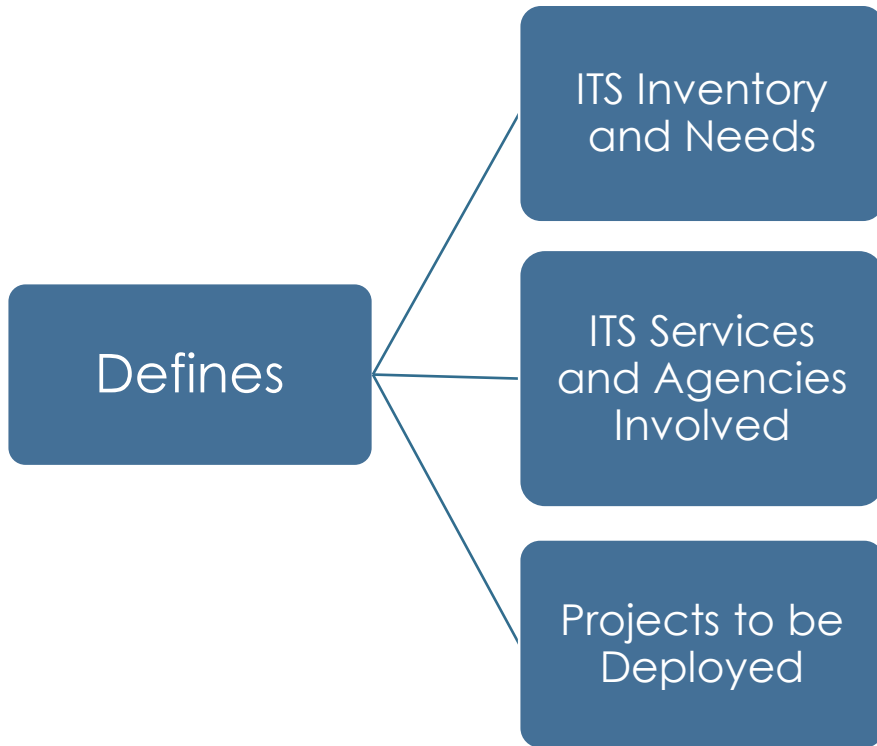 Defines
ITS Inventory
and Needs
ITS Services
and Agencies
Involved
Projects to be
Deployed